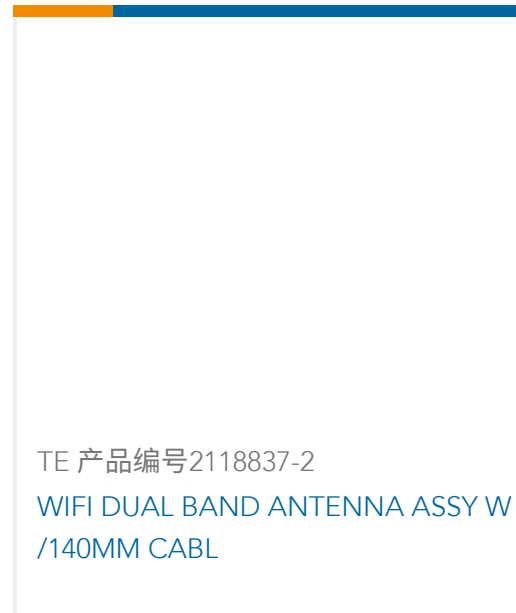 TE 产品编号2118837-2
WIFI DUAL BAND ANTENNA ASSY W
/140MM CABL